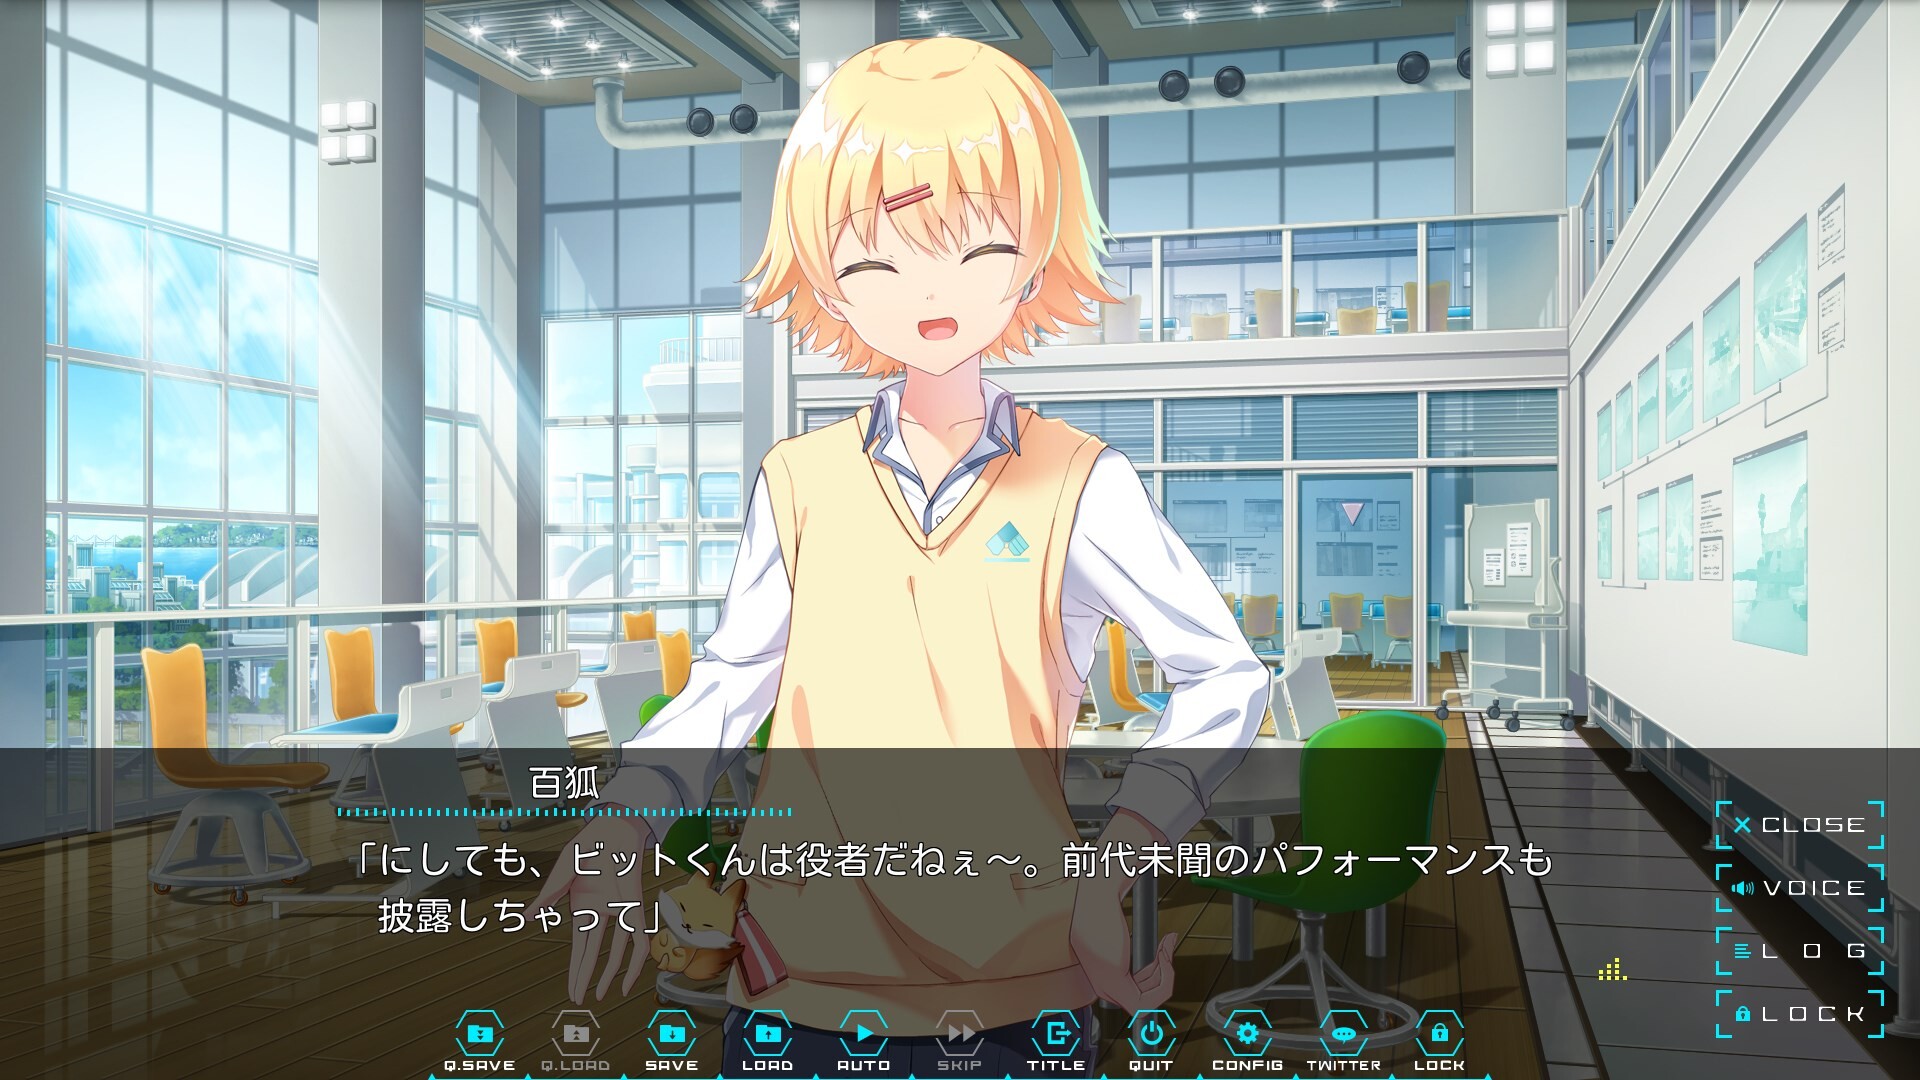 百狐
「にしても、ビットくんは役者だねぇ～。前代未聞のパフォーマンスも
披露しちゃって」
CLOSE
VOICE
LOG
LOCK
Q.SAVE Q.LOAD SAVE LOAD AUTO SKIP TITLE QUIT CONFIG TWITTER LOCK